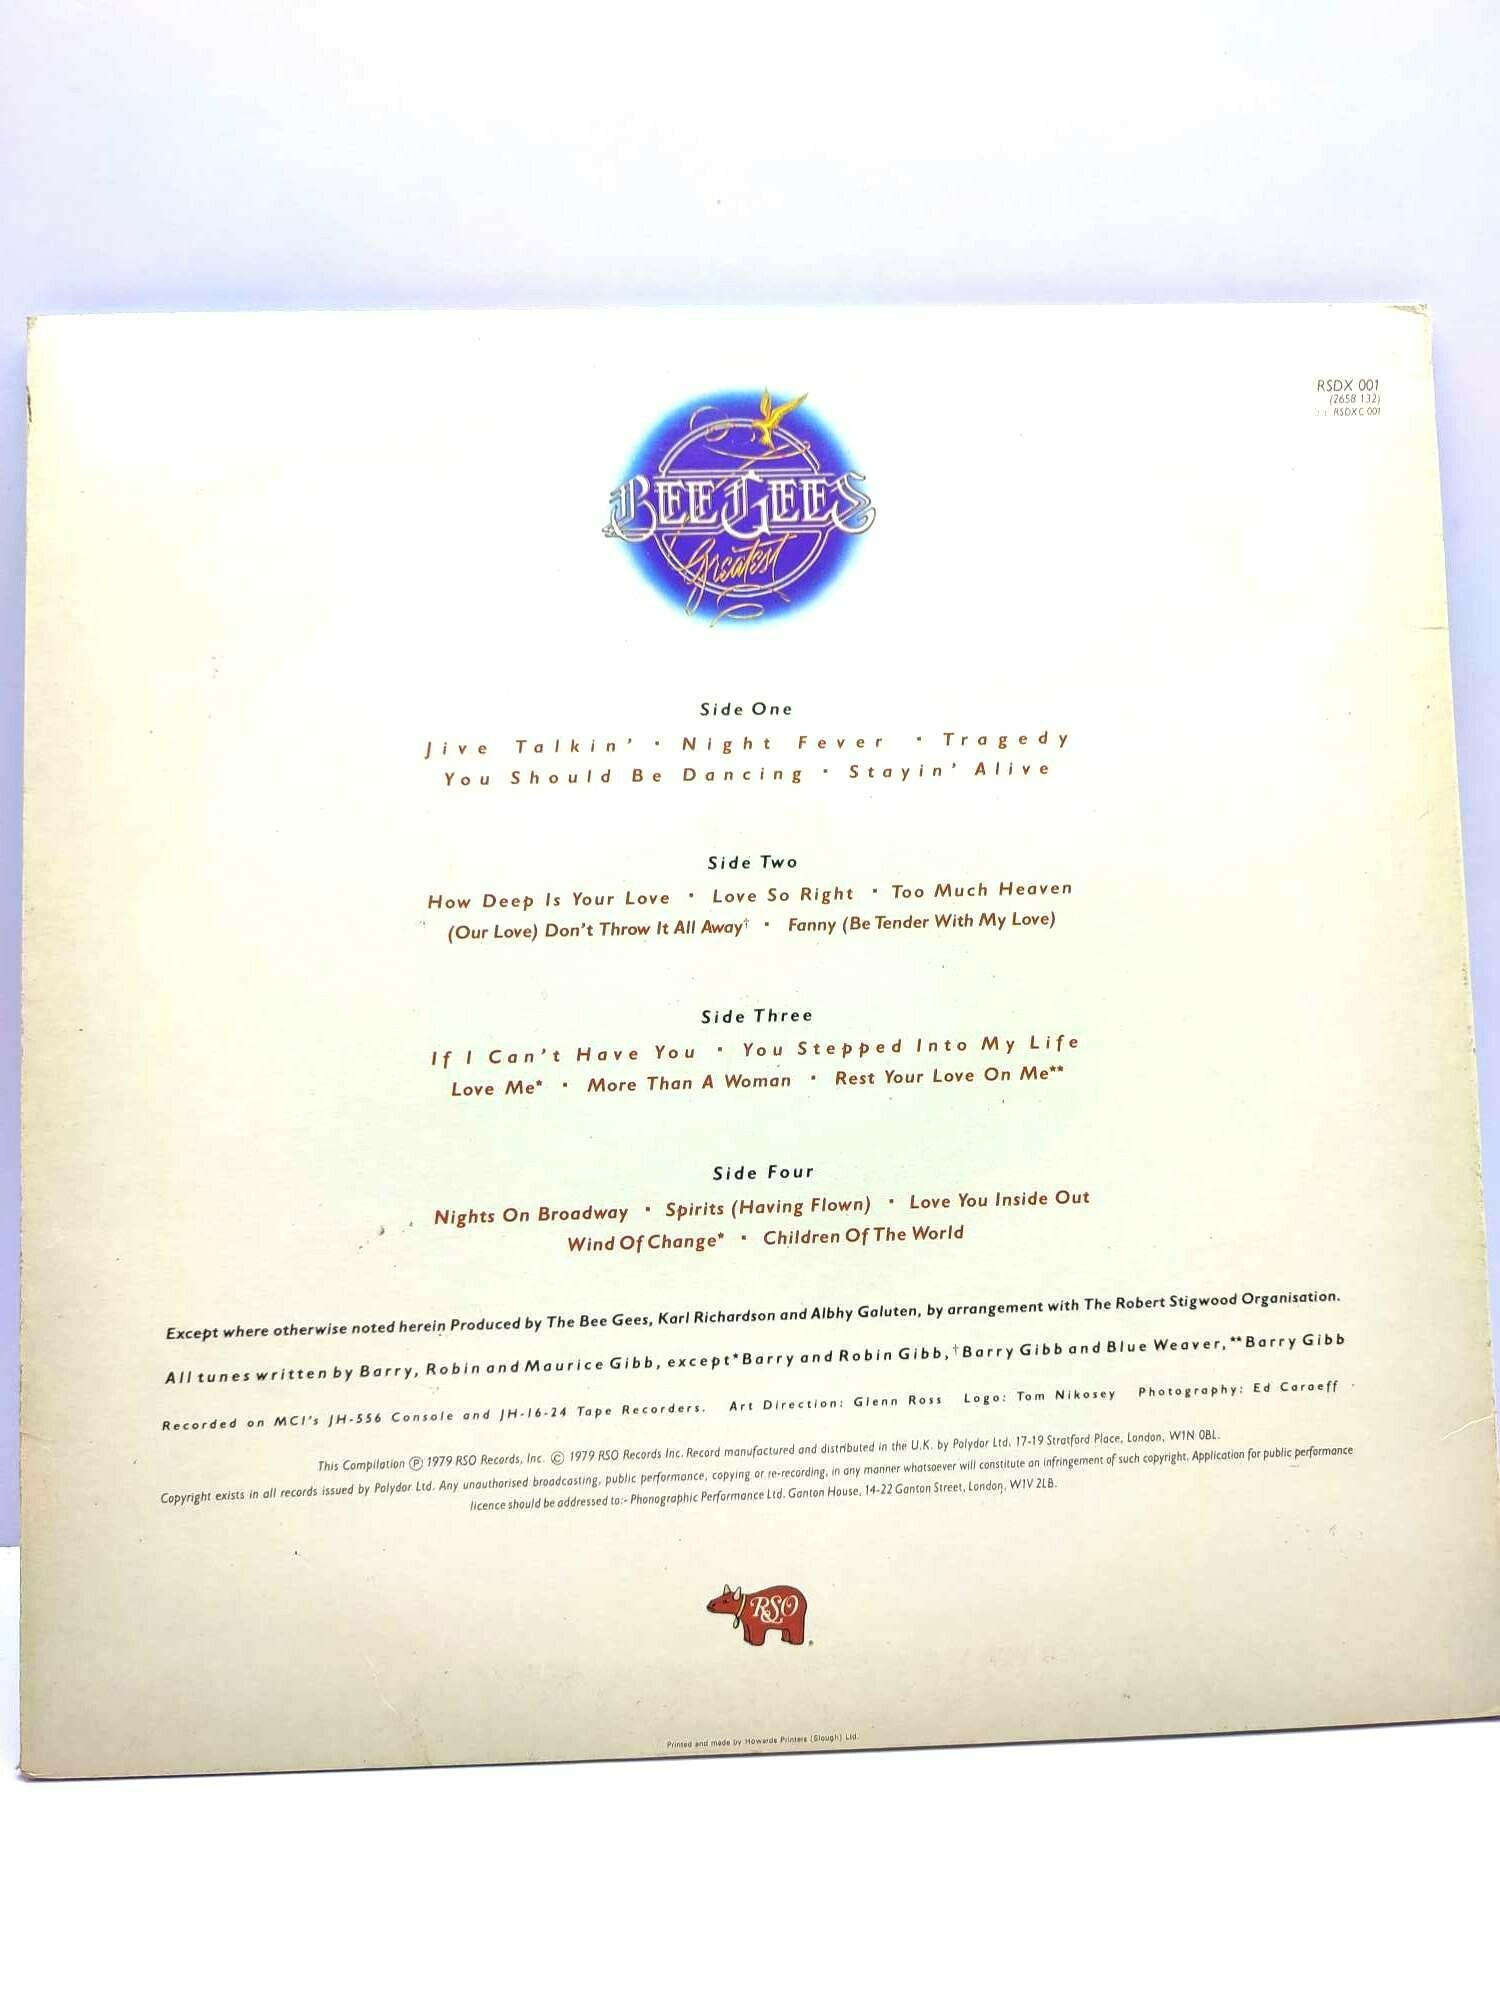 RSDX 001
(2658 132)
RSDXC 001
BEE GEES
Greatest
Side One
Jive Talkin' · Night Fever · Tragedy
You Should Be Dancing · Stayin' Alive
Side Two
How Deep Is Your Love · Love So Right · Too Much Heaven
(Our Love) Don't Throw It All Away† · Fanny (Be Tender With My Love)
Side Three
If I Can't Have You · You Stepped Into My Life
Love Me* · More Than A Woman · Rest Your Love On Me**
Side Four
Nights On Broadway · Spirits (Having Flown) · Love You Inside Out
Wind Of Change* · Children Of The World
Except where otherwise noted herein Produced by The Bee Gees, Karl Richardson and Albhy Galuten, by arrangement with The Robert Stigwood Organisation.
All tunes written by Barry, Robin and Maurice Gibb, except *Barry and Robin Gibb, †Barry Gibb and Blue Weaver, **Barry Gibb
Recorded on MCI's JH-556 Console and JH-16-24 Tape Recorders. Art Direction: Glenn Ross Logo: Tom Nikosey Photography: Ed Caraeff
This Compilation ℗ 1979 RSO Records, Inc. © 1979 RSO Records Inc. Record manufactured and distributed in the U.K. by Polydor Ltd. 17-19 Stratford Place, London, W1N 0BL.
Copyright exists in all records issued by Polydor Ltd. Any unauthorised broadcasting, public performance, copying or re-recording, in any manner whatsoever will constitute an infringement of such copyright. Application for public performance
licence should be addressed to:- Phonographic Performance Ltd. Ganton House, 14-22 Ganton Street, London, W1V 2LB.
RSO
Printed and made by Howards Printers (Slough) Ltd.